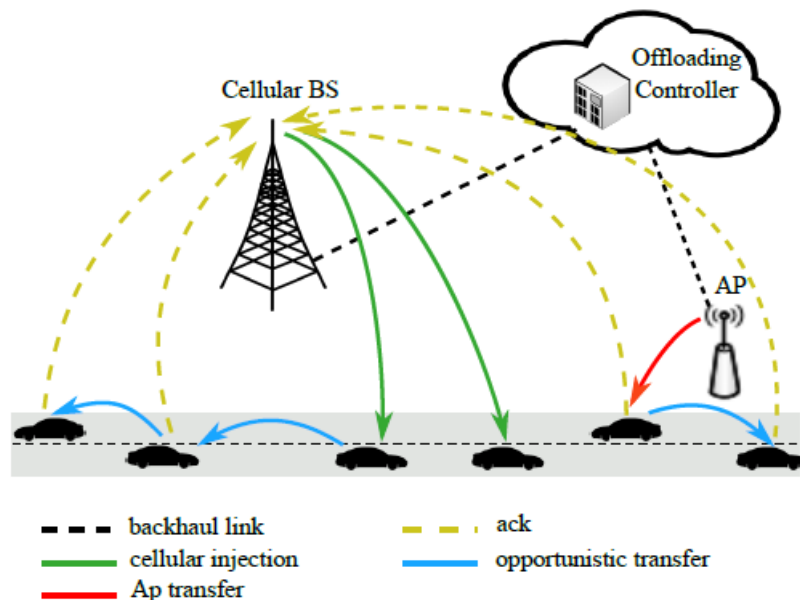 Offloading
Controller
Cellular BS
AP
backhaul link
ack
cellular injection
opportunistic transfer
Ap transfer